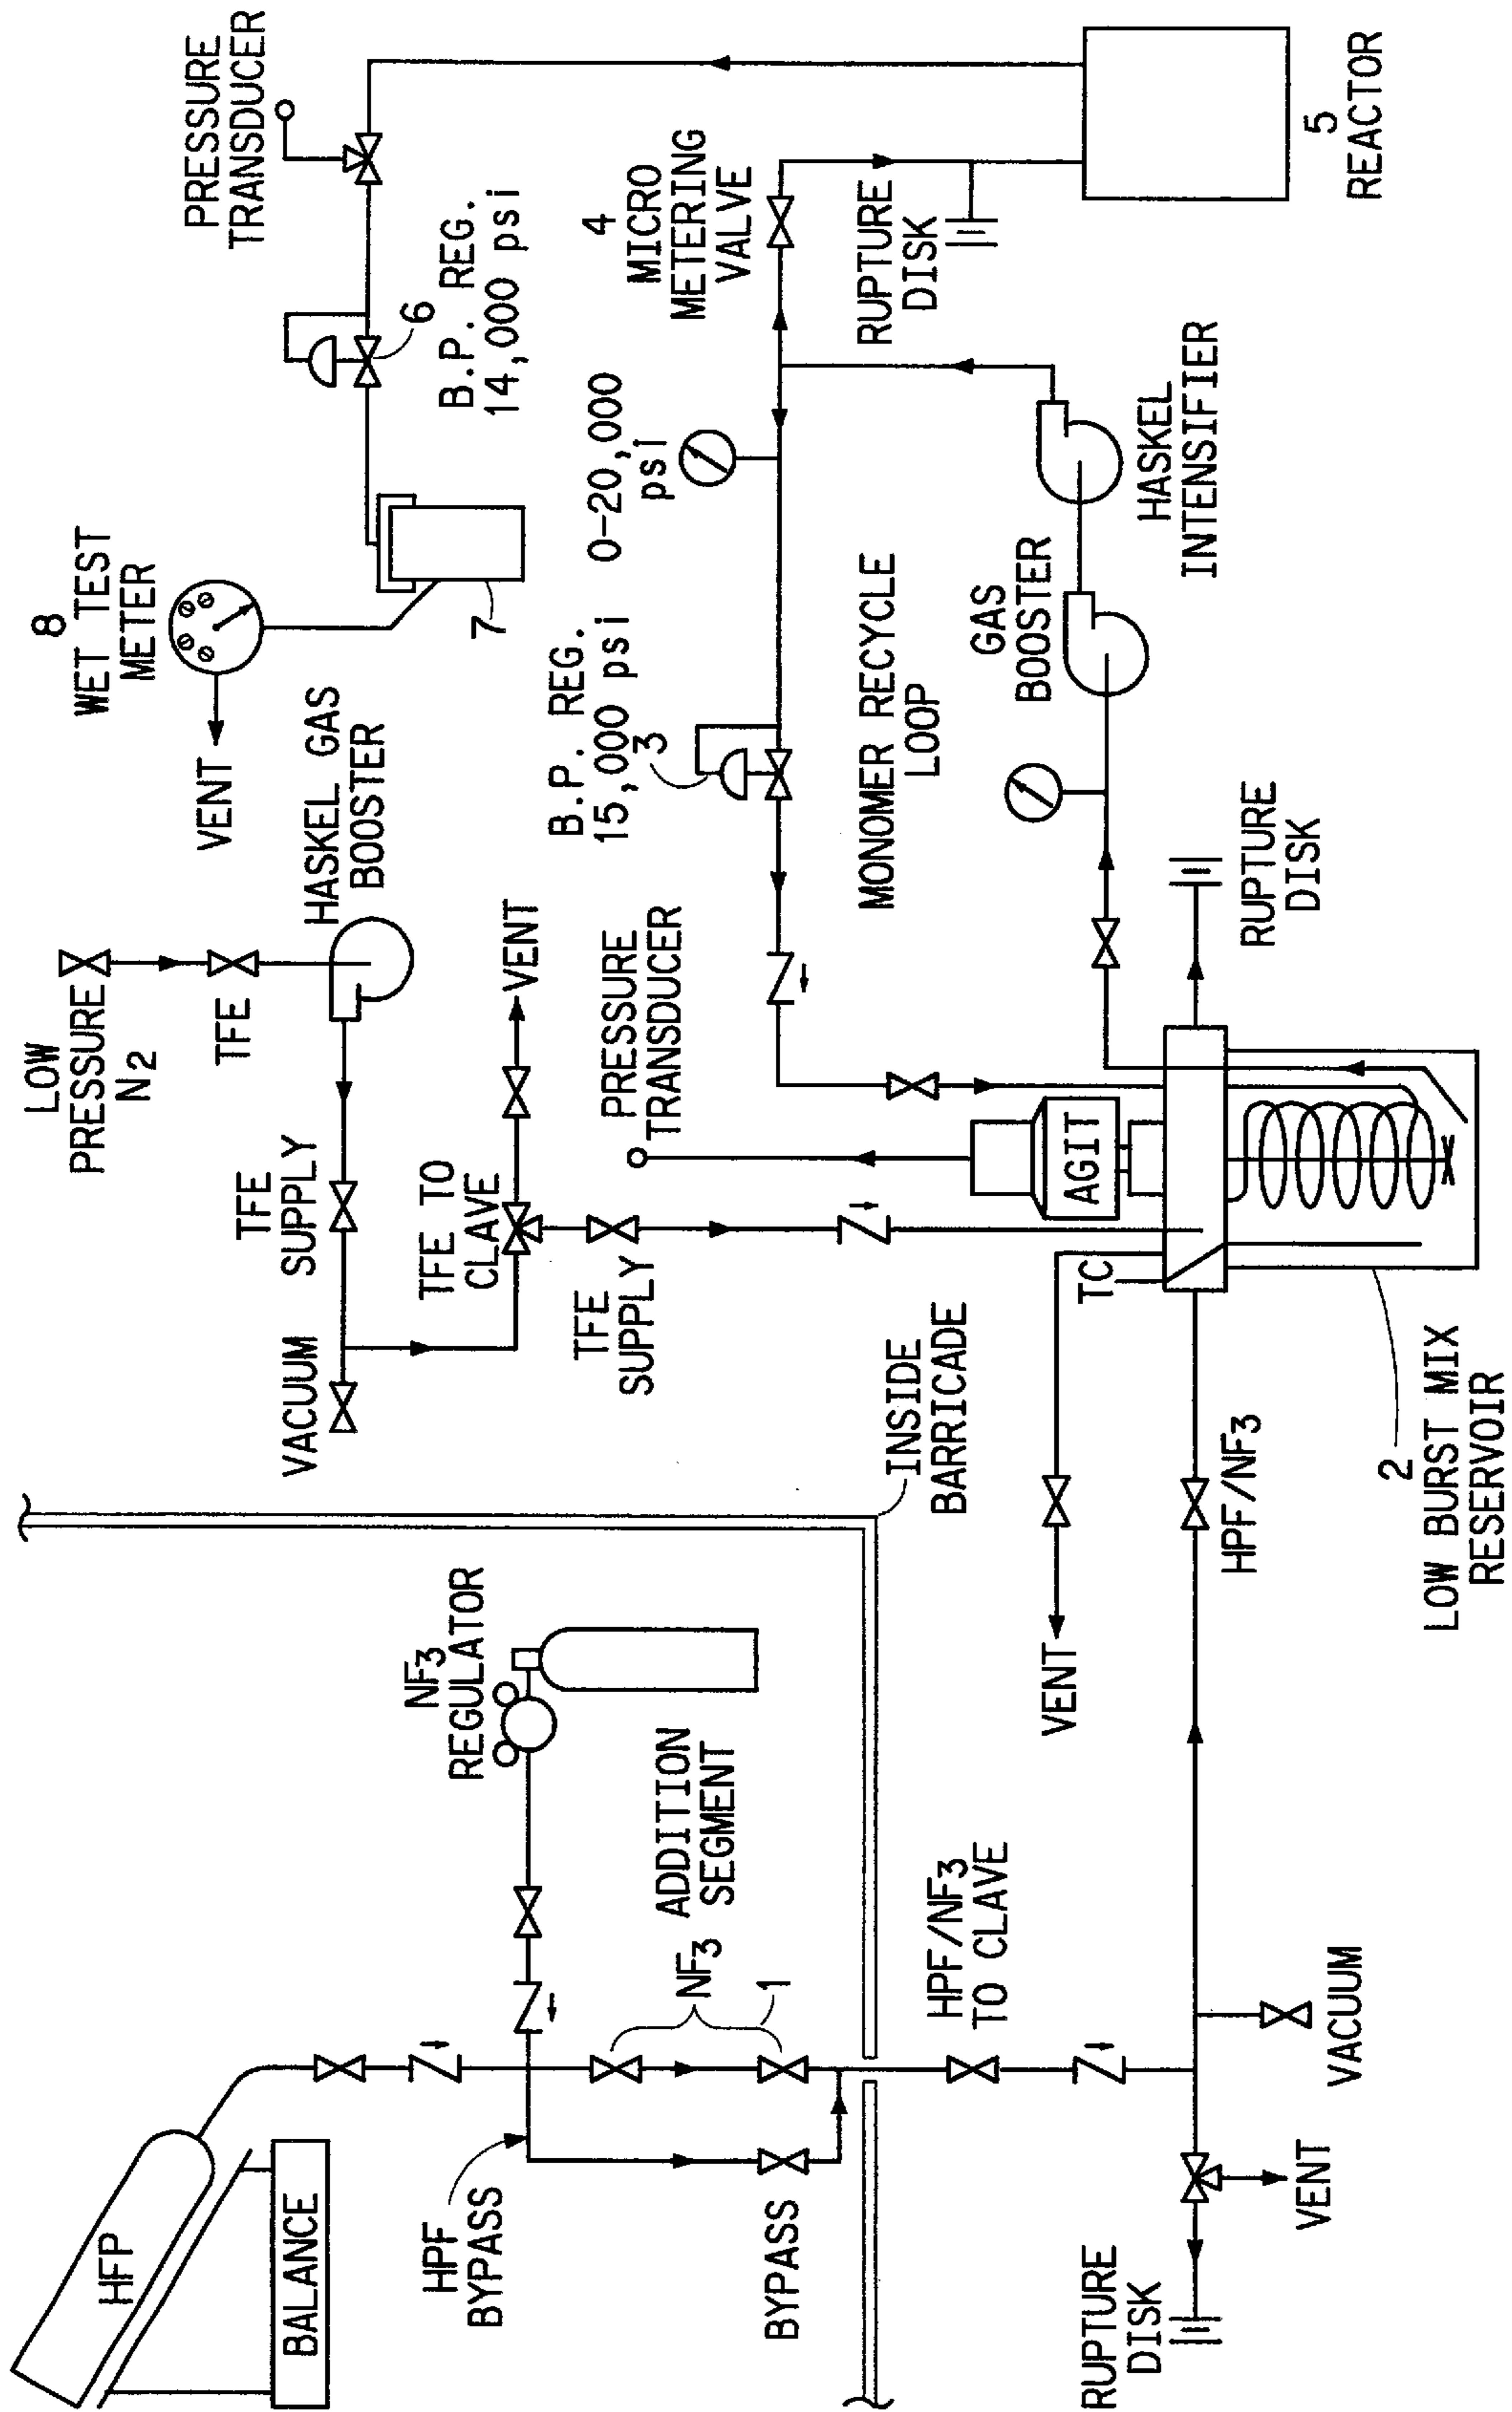 HFP
BALANCE
HPF
BYPASS
BYPASS
NF3
REGULATOR
NF3 ADDITION
SEGMENT
1
HPF/NF3
TO CLAVE
RUPTURE
DISK
VENT
VACUUM
INSIDE
BARRICADE
VENT
HPF/NF3
2
LOW BURST MIX
RESERVOIR
LOW
PRESSURE
N2
TFE
HASKEL GAS
BOOSTER
TFE
SUPPLY
VACUUM
TFE TO
CLAVE
VENT
TFE
SUPPLY
PRESSURE
TRANSDUCER
TC
AGIT
RUPTURE
DISK
8
WET TEST
METER
VENT
7
PRESSURE
TRANSDUCER
6
B.P. REG.
14,000 psi
B.P. REG.
15,000 psi
3
0-20,000
psi
MONOMER RECYCLE
LOOP
GAS
BOOSTER
HASKEL
INTENSIFIER
4
MICRO
METERING
VALVE
RUPTURE
DISK
5
REACTOR